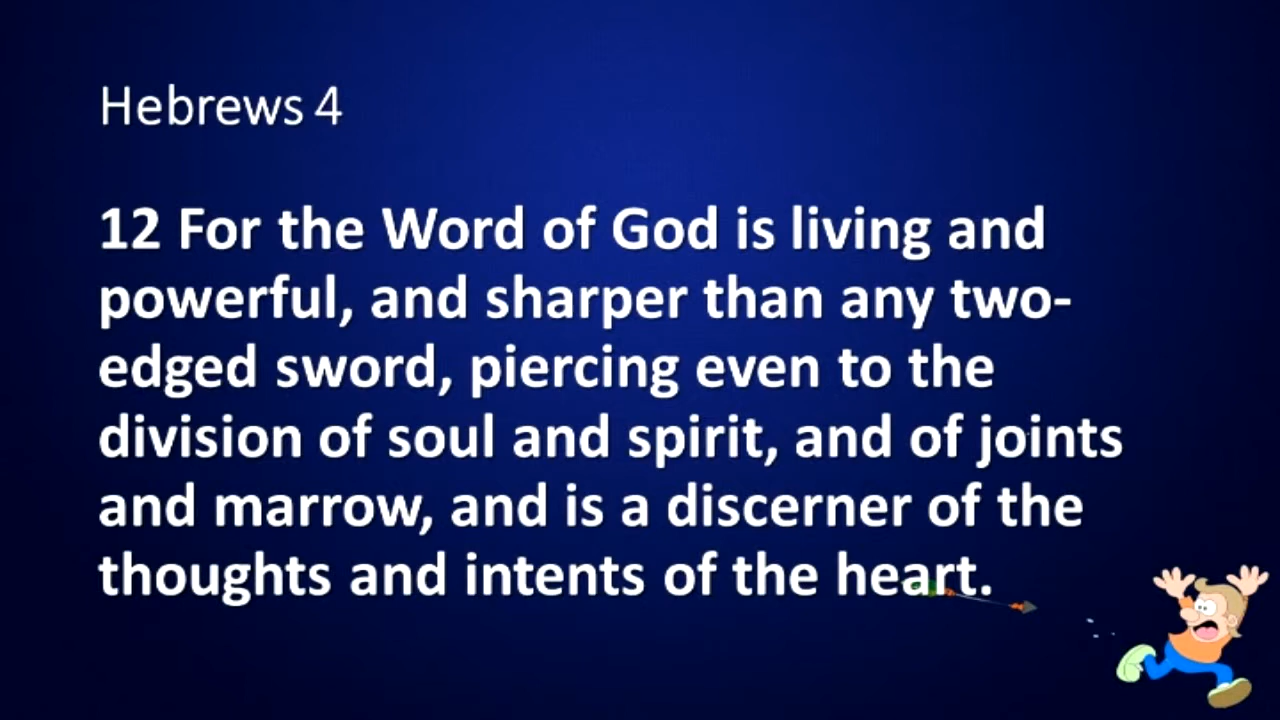 Hebrews 4
12 For the Word of God is living and
powerful, and sharper than any two-
edged sword, piercing even to the
division of soul and spirit, and of joints
and marrow, and is a discerner of the
thoughts and intents of the heart.